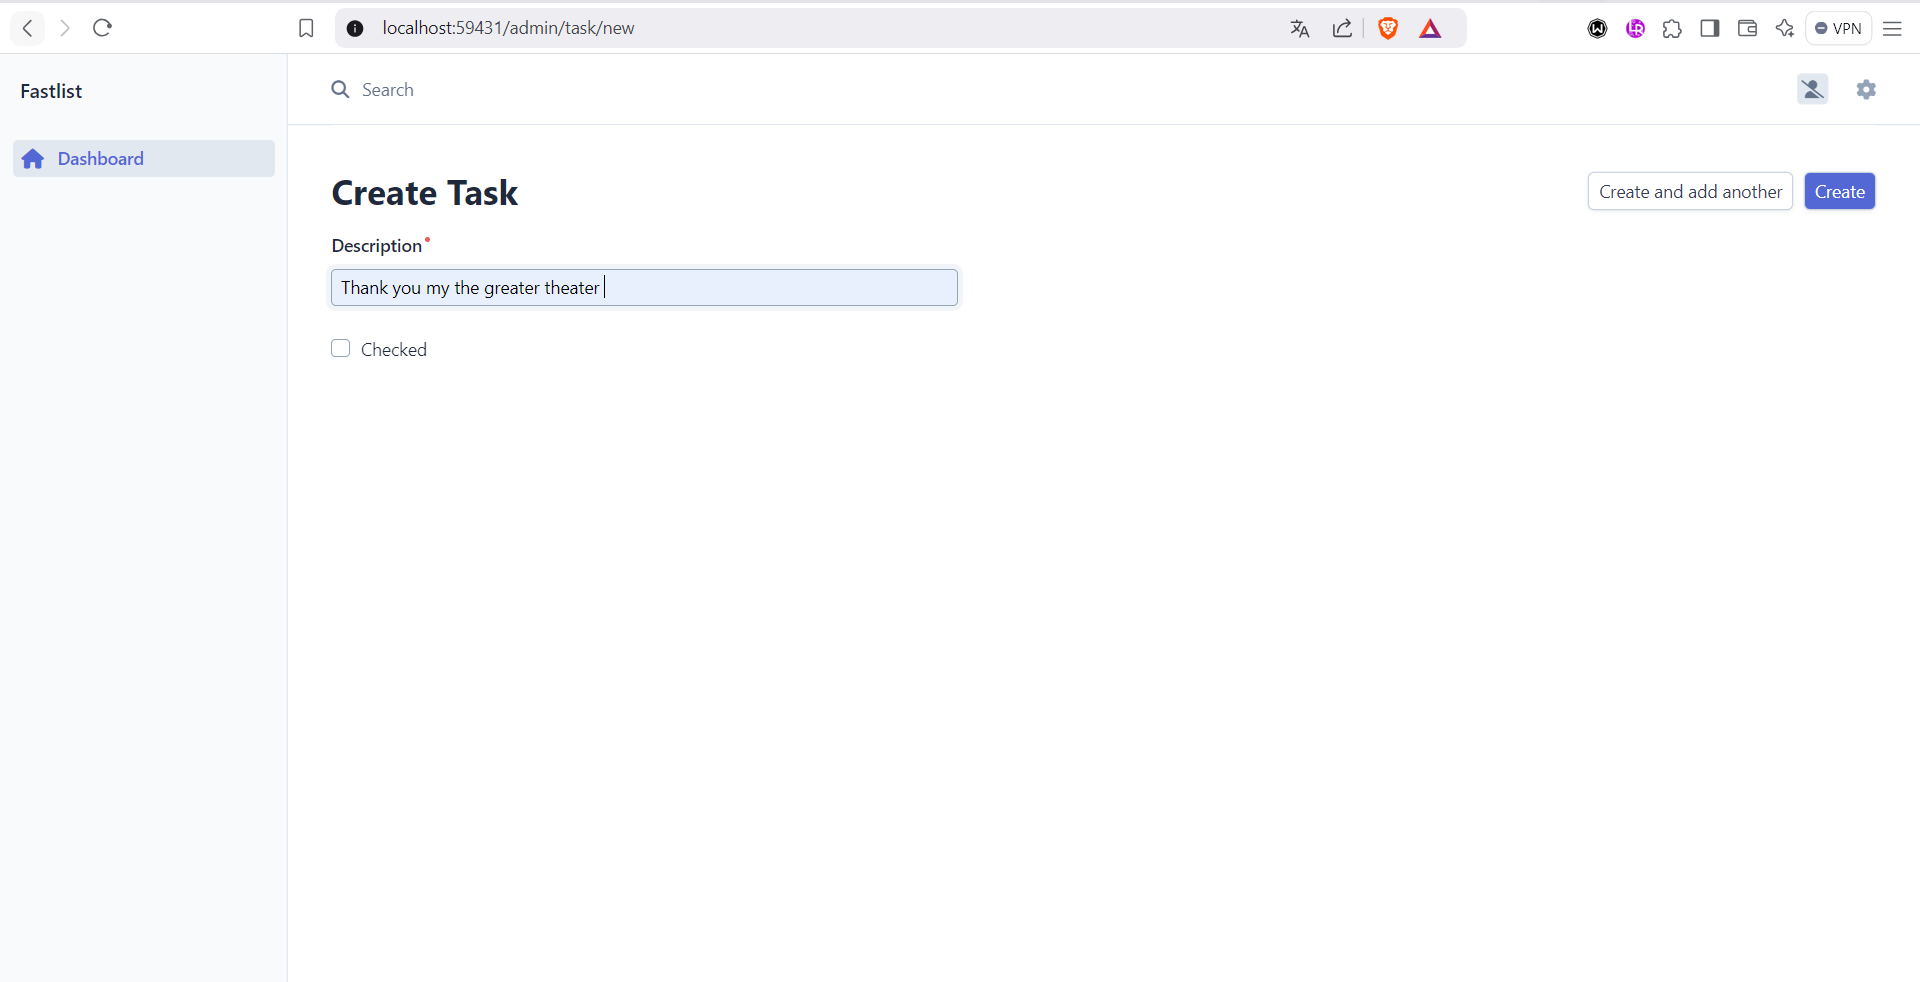 localhost:59431/admin/task/new
VPN
Fastlist
Search
Dashboard
Create Task
Create and add another
Create
Description*
Thank you my the greater theater
Checked